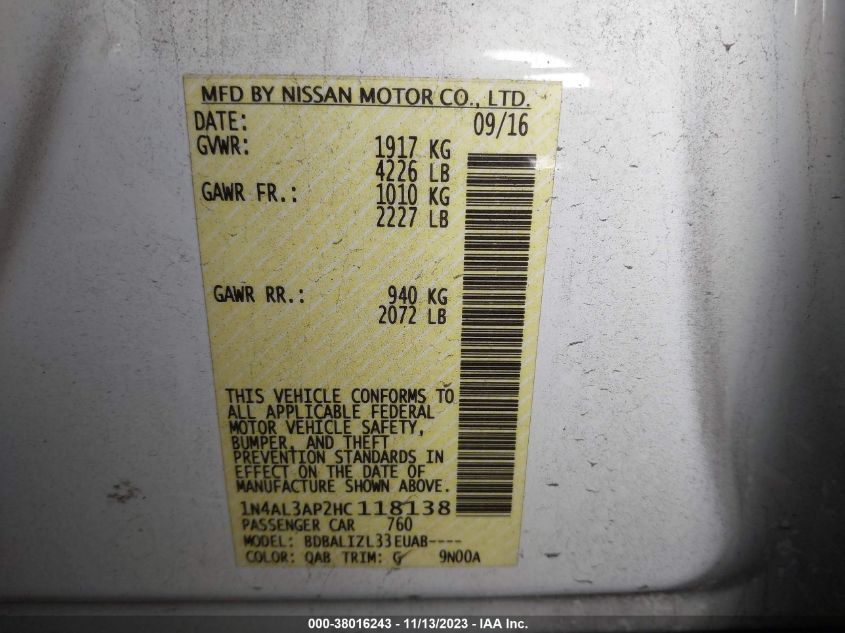 MFD BY NISSAN MOTOR CO., LTD.
DATE: 09/16
GVWR: 1917 KG
4226 LB
GAWR FR.: 1010 KG
2227 LB
GAWR RR.: 940 KG
2072 LB
THIS VEHICLE CONFORMS TO
ALL APPLICABLE FEDERAL
MOTOR VEHICLE SAFETY,
BUMPER, AND THEFT
PREVENTION STANDARDS IN
EFFECT ON THE DATE OF
MANUFACTURE SHOWN ABOVE.
1N4AL3AP2HC118138
PASSENGER CAR 760
MODEL: BDBALIZL33EUAB----
COLOR: QAB TRIM: G 9N00A
000-38016243 - 11/13/2023 - IAA Inc.